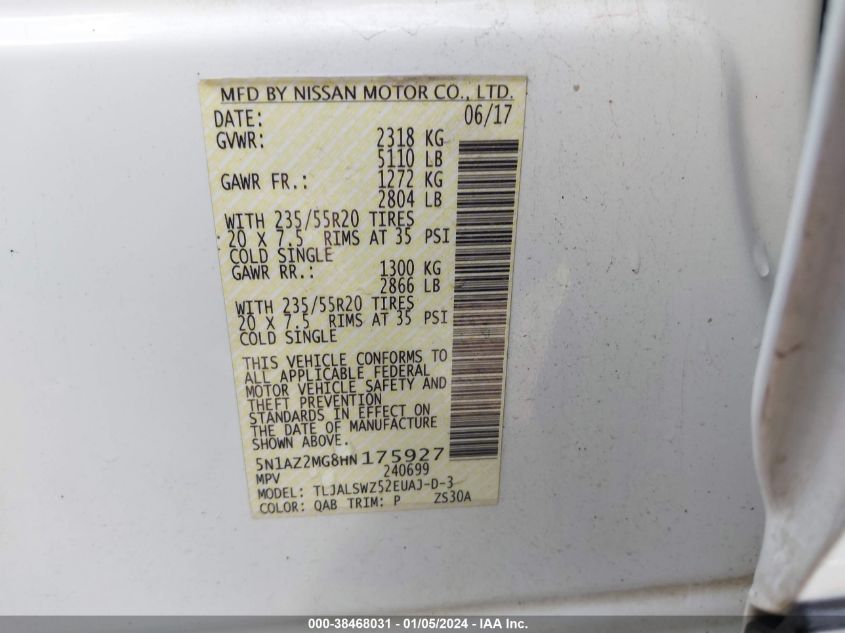 MFD BY NISSAN MOTOR CO., LTD.
DATE: 06/17
GVWR: 2318 KG
5110 LB
GAWR FR.: 1272 KG
2804 LB
WITH 235/55R20 TIRES
20 X 7.5 RIMS AT 35 PSI
COLD SINGLE
GAWR RR.: 1300 KG
2866 LB
WITH 235/55R20 TIRES
20 X 7.5 RIMS AT 35 PSI
COLD SINGLE
THIS VEHICLE CONFORMS TO
ALL APPLICABLE FEDERAL
MOTOR VEHICLE SAFETY AND
THEFT PREVENTION
STANDARDS IN EFFECT ON
THE DATE OF MANUFACTURE
SHOWN ABOVE.
5N1AZ2MG8HN175927
MPV 240699
MODEL: TLJALSWZ52EUAJ-D-3
COLOR: QAB TRIM: P ZS30A
000-38468031 - 01/05/2024 - IAA Inc.